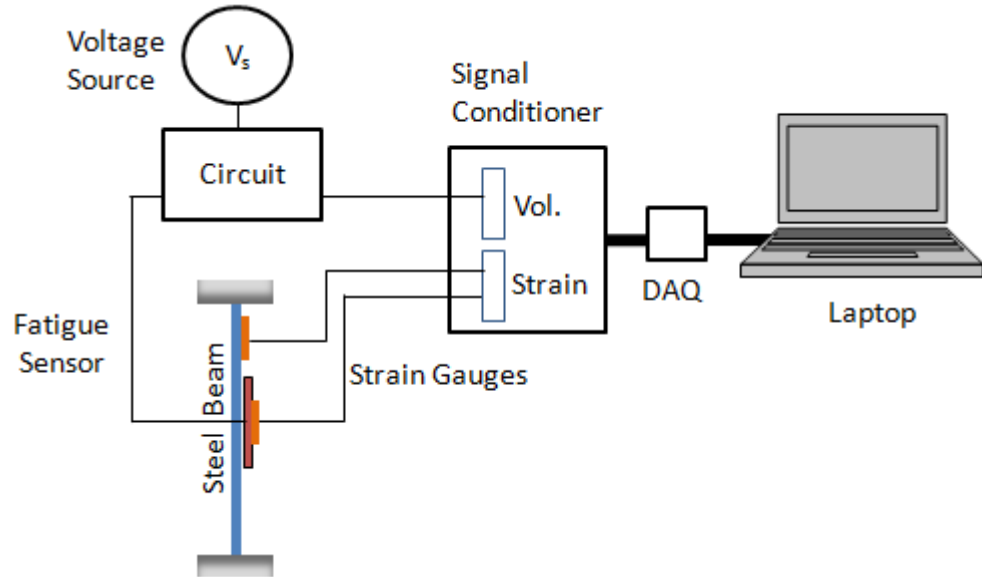 Voltage
Source
Vs
Signal
Conditioner
Circuit
Vol.
Strain
DAQ
Laptop
Fatigue
Sensor
Steel Beam
Strain Gauges